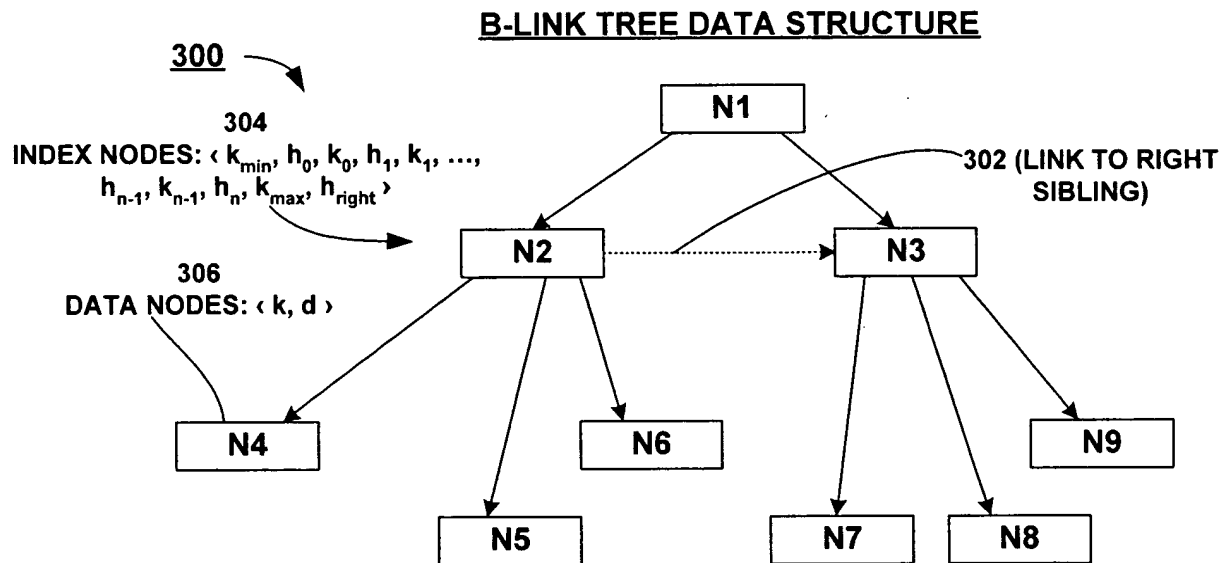 B-LINK TREE DATA STRUCTURE
300
N1
304
INDEX NODES: ‹ k_min, h_0, k_0, h_1, k_1, ...,
h_n-1, k_n-1, h_n, k_max, h_right ›
302 (LINK TO RIGHT
SIBLING)
N2
N3
306
DATA NODES: ‹ k, d ›
N4
N6
N9
N5
N7
N8